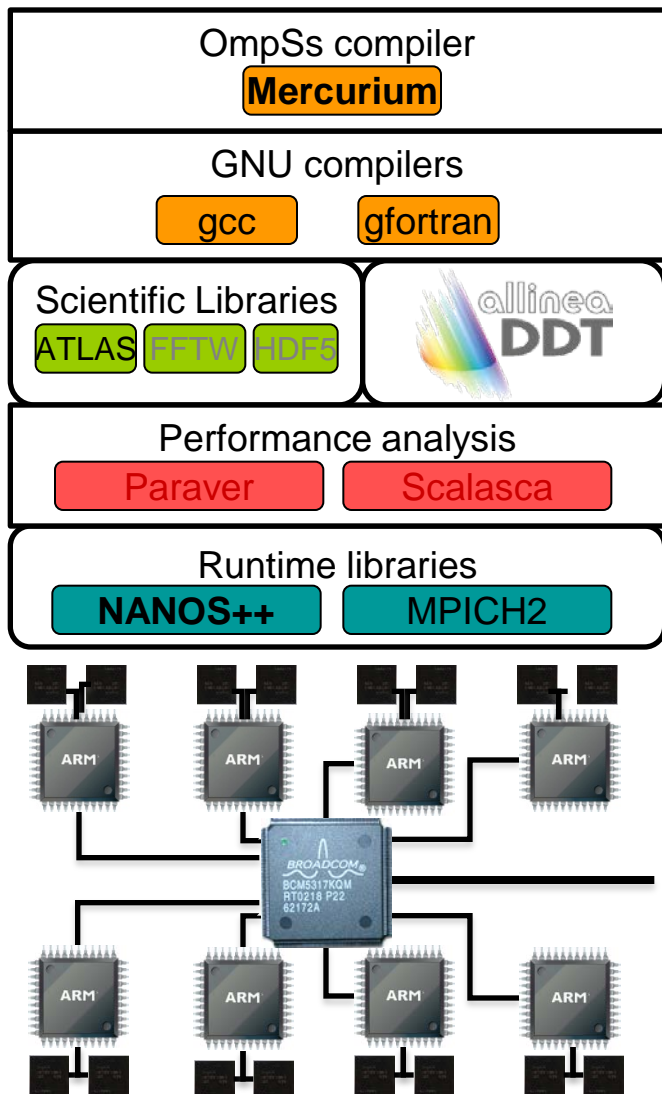 OmpSs compiler
Mercurium
GNU compilers
gcc gfortran
Scientific Libraries
ATLAS FFTW HDF5
allinea
DDT
Performance analysis
Paraver Scalasca
Runtime libraries
NANOS++ MPICH2
ARM ARM ARM ARM
BROADCOM®
BCM5317KQM
RT0218 P22
62172A
ARM ARM ARM ARM